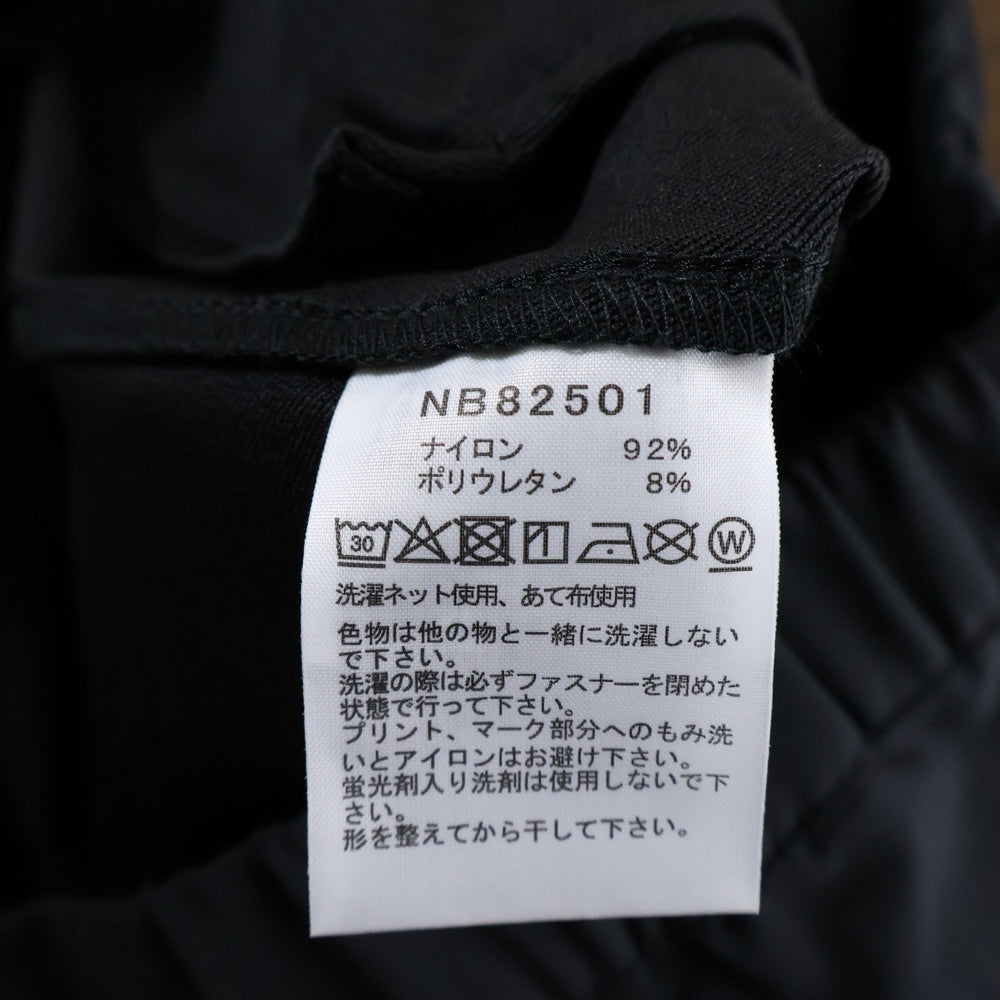 NB82501
ナイロン 92%
ポリウレタン 8%
30 W
洗濯ネット使用、あて布使用
色物は他の物と一緒に洗濯しない
で下さい。
洗濯の際は必ずファスナーを閉めた
状態で行って下さい。
プリント、マーク部分へのもみ洗
いとアイロンはお避け下さい。
蛍光剤入り洗剤は使用しないで下
さい。
形を整えてから干して下さい。